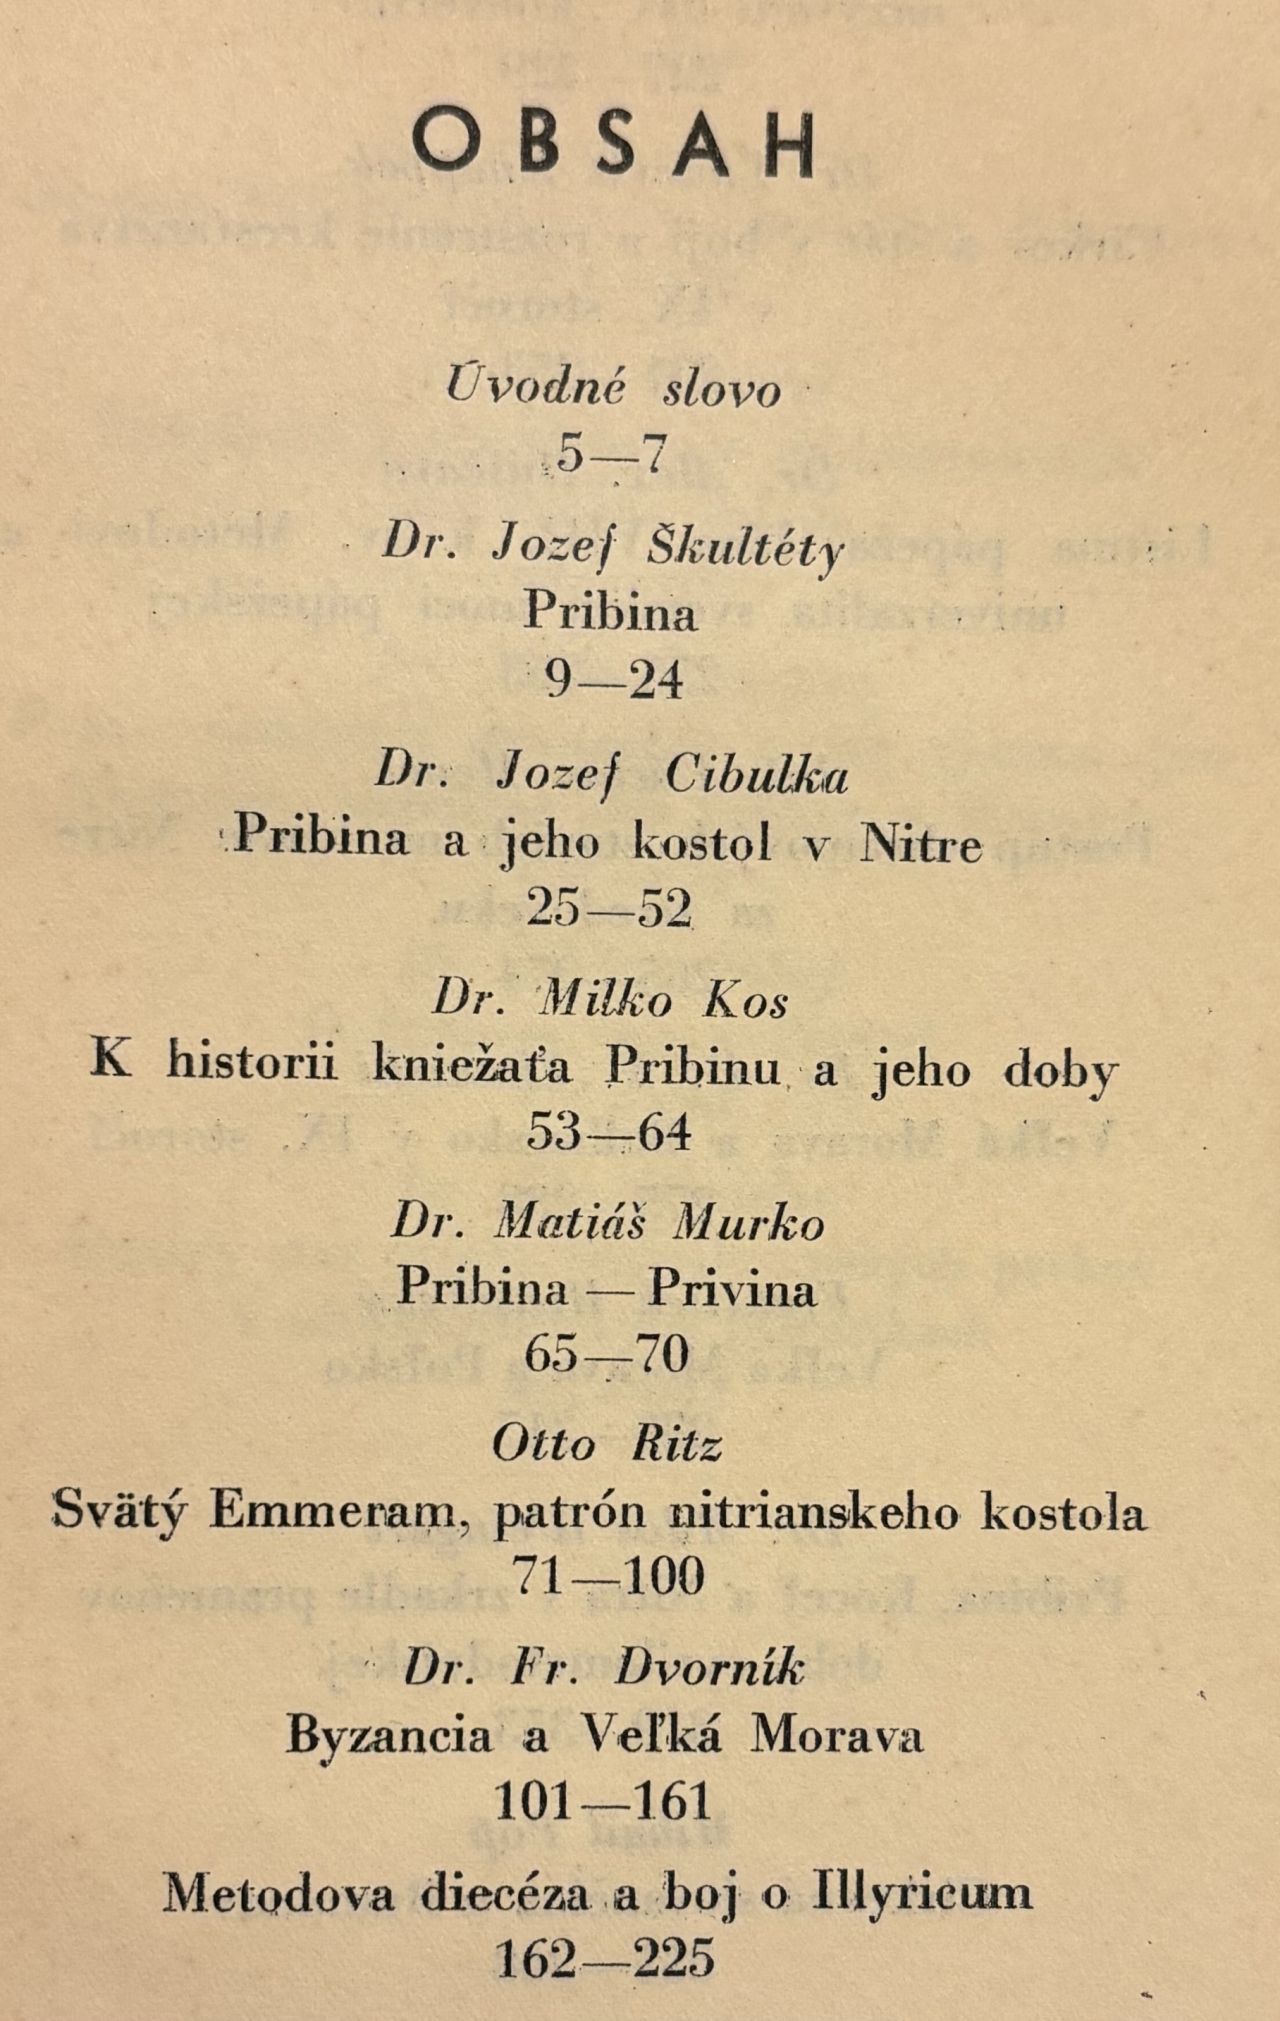 OBSAH
Úvodné slovo
5—7
Dr. Jozef Škultéty
Pribina
9—24
Dr. Jozef Cibulka
Pribina a jeho kostol v Nitre
25—52
Dr. Milko Kos
K historii kniežaťa Pribinu a jeho doby
53—64
Dr. Matiáš Murko
Pribina — Privina
65—70
Otto Ritz
Svätý Emmeram, patrón nitrianskeho kostola
71—100
Dr. Fr. Dvorník
Byzancia a Veľká Morava
101—161
Metodova diecéza a boj o Illyricum
162—225